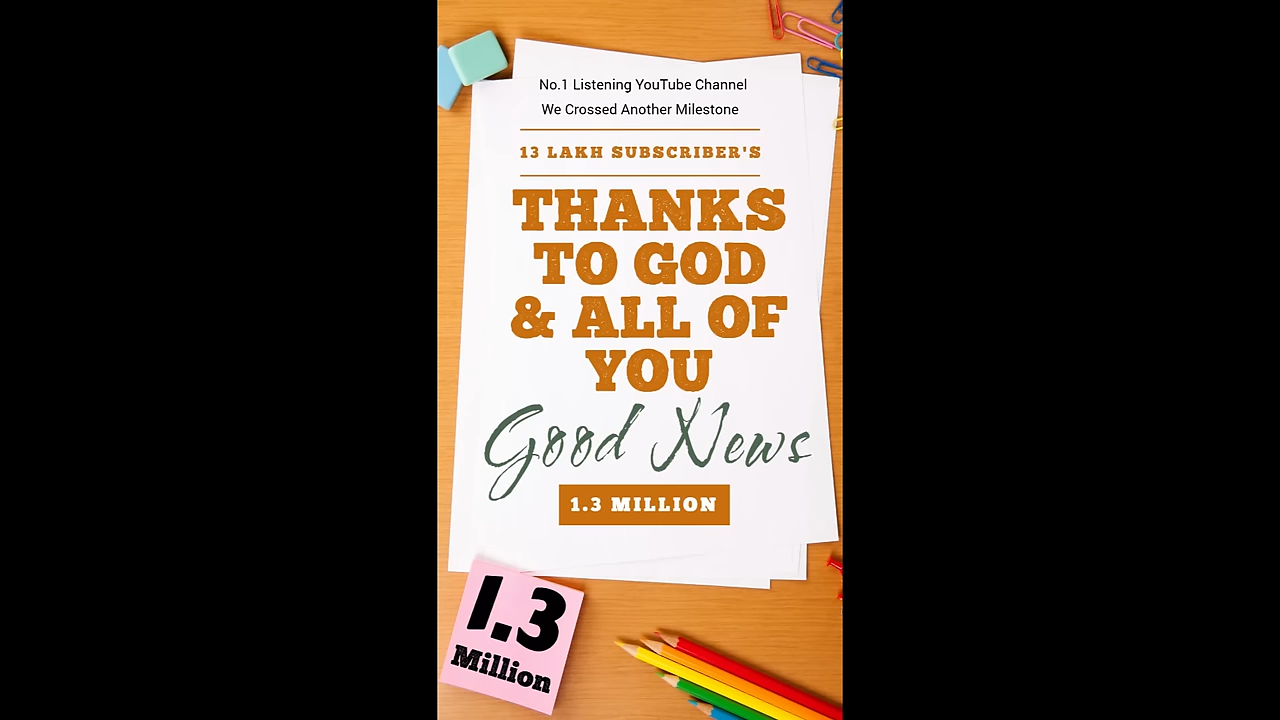 No.1 Listening YouTube Channel
We Crossed Another Milestone
13 LAKH SUBSCRIBER'S
THANKS
TO GOD
& ALL OF
YOU
Good News
1.3 MILLION
1.3
Million